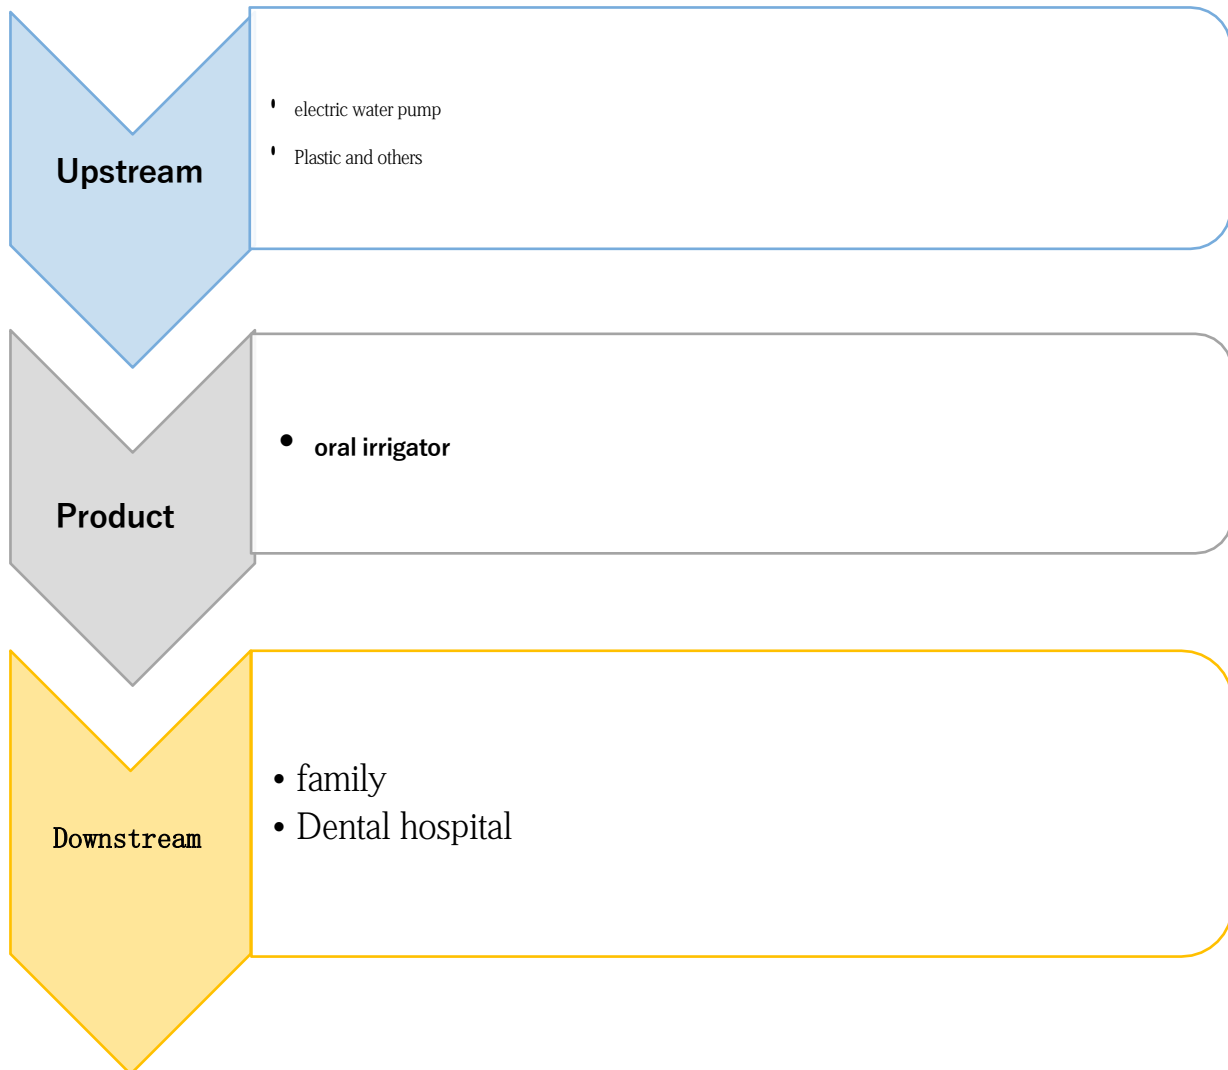 Upstream
• electric water pump
• Plastic and others
Product
• oral irrigator
Downstream
• family
• Dental hospital